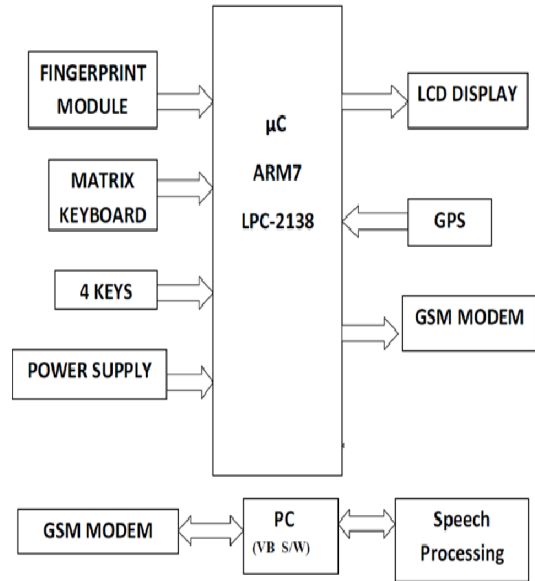 FINGERPRINT
MODULE
MATRIX
KEYBOARD
4 KEYS
POWER SUPPLY
µC
ARM7
LPC-2138
LCD DISPLAY
GPS
GSM MODEM
GSM MODEM
PC
(VB S/W)
Speech
Processing